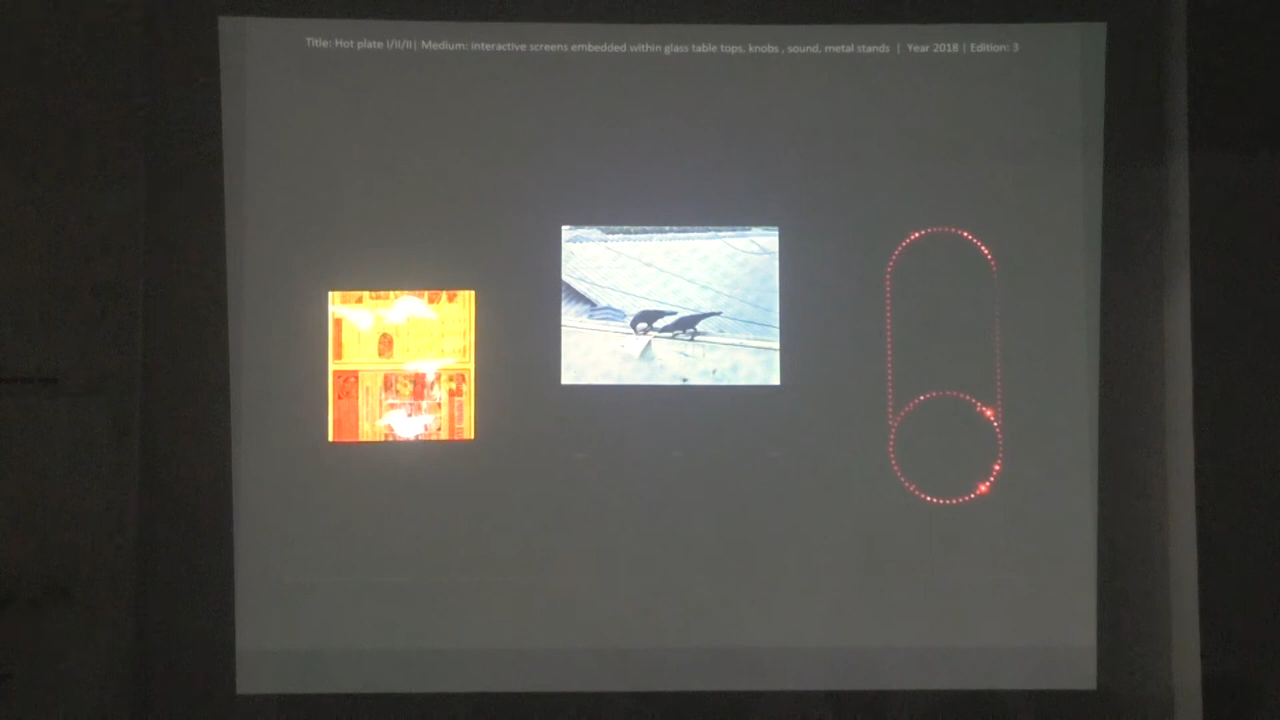 Title: Hot plate I/II/II| Medium: interactive screens embedded within glass table tops, knobs , sound, metal stands | Year 2018 | Edition: 3